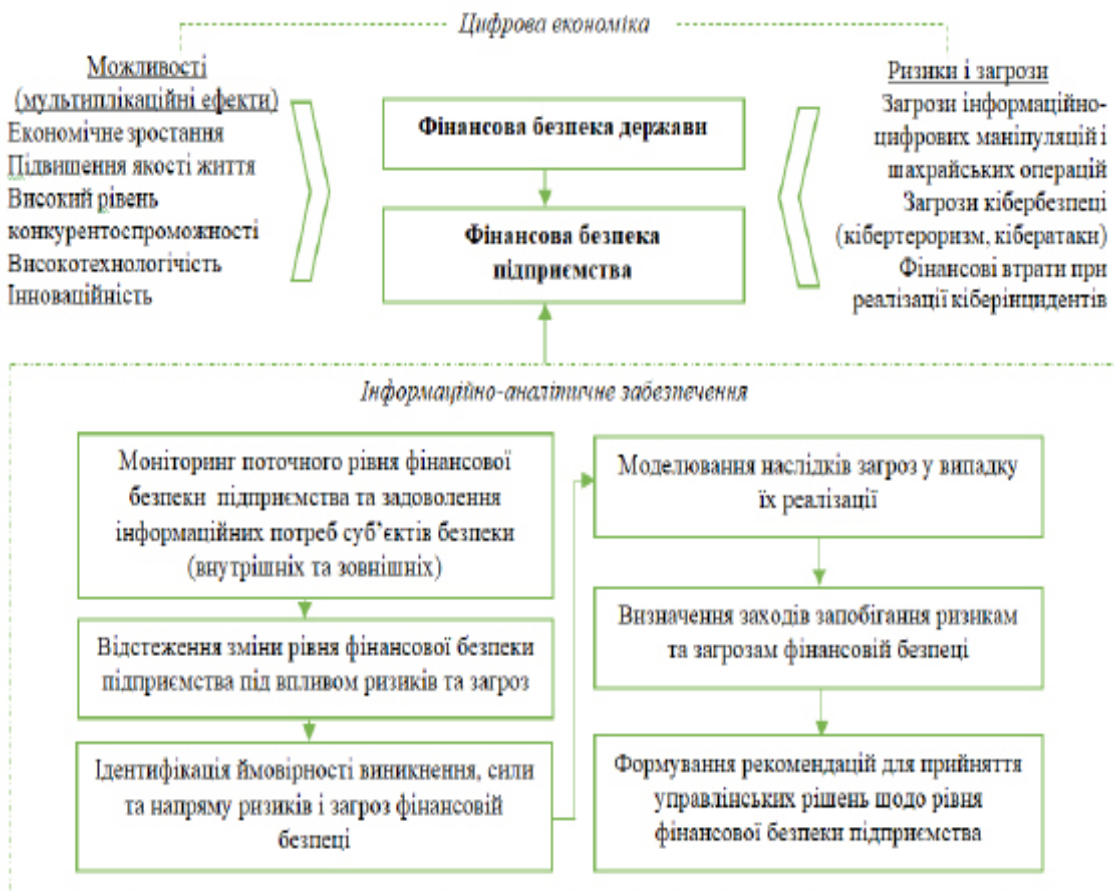 Цифрова економіка
Можливості
(мультиплікаційні ефекти)
Економічне зростання
Підвишення якості життя
Високий рівень
конкурентоспроможності
Високотехнологічість
Інноваційність
Фінансова безпека держави
Фінансова безпека
підприємства
Ризики і загрози
Загрози інформаційно-
цифрових маніпуляцій і
шахрайських операцій
Загрози кібербезпеці
(кібертероризм, кібератаки)
Фінансові втрати при
реалізації кіберінцидентів
Інформаційно-аналітичне забезпечення
Моніторинг поточного рівня фінансової
безпеки підприємства та задоволення
інформаційних потреб суб’єктів безпеки
(внутрішніх та зовнішніх)
Відстеження зміни рівня фінансової безпеки
підприємства під впливом ризиків та загроз
Ідентифікація ймовірності виникнення, сили
та напряму ризиків і загроз фінансовій
безпеці
Моделювання наслідків загроз у випадку
їх реалізації
Визначення заходів запобігання ризикам
та загрозам фінансовій безпеці
Формування рекомендацій для прийняття
управлінських рішень щодо рівня
фінансової безпеки підприємства